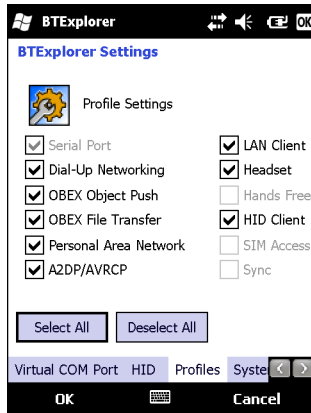 BTExplorer
OK
BTExplorer Settings
Profile Settings
Serial Port
LAN Client
Dial-Up Networking
Headset
OBEX Object Push
Hands Free
OBEX File Transfer
HID Client
Personal Area Network
SIM Access
A2DP/AVRCP
Sync
Select All
Deselect All
Virtual COM Port HID Profiles Syste
OK
Cancel